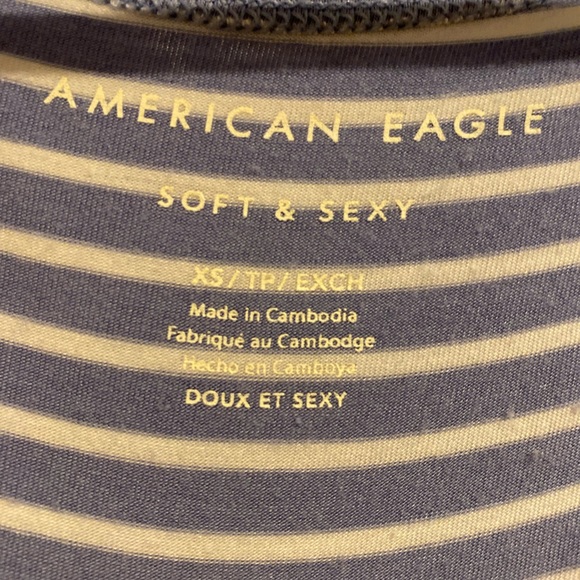 AMERICAN EAGLE
SOFT & SEXY
XS/TP/EXCH
Made in Cambodia
Fabriqué au Cambodge
Hecho en Camboya
DOUX ET SEXY